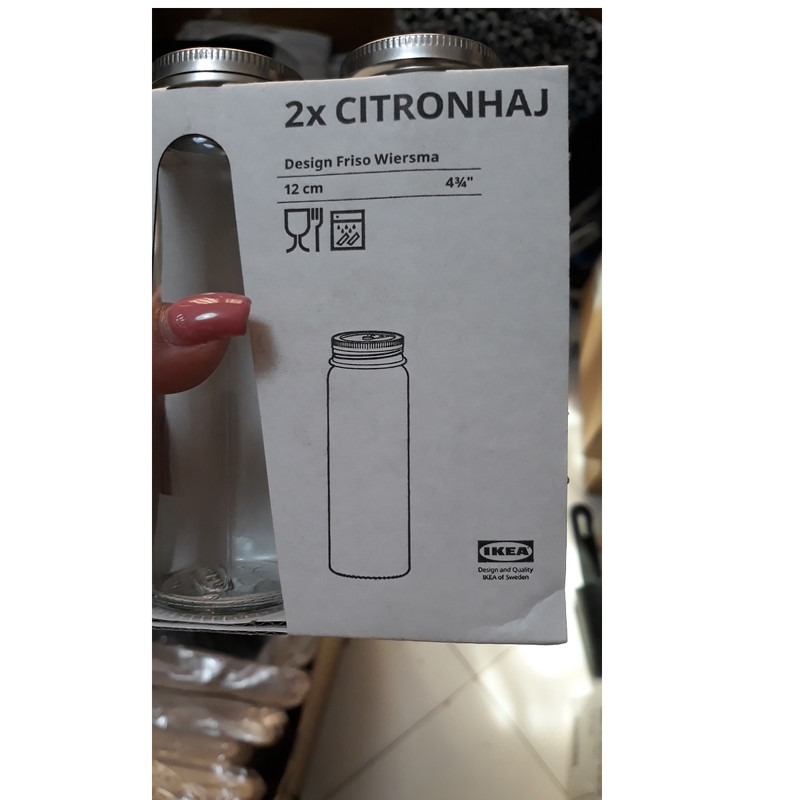 2x CITRONHAJ
Design Friso Wiersma
12 cm 4¾"
IKEA
Design and Quality
IKEA of Sweden